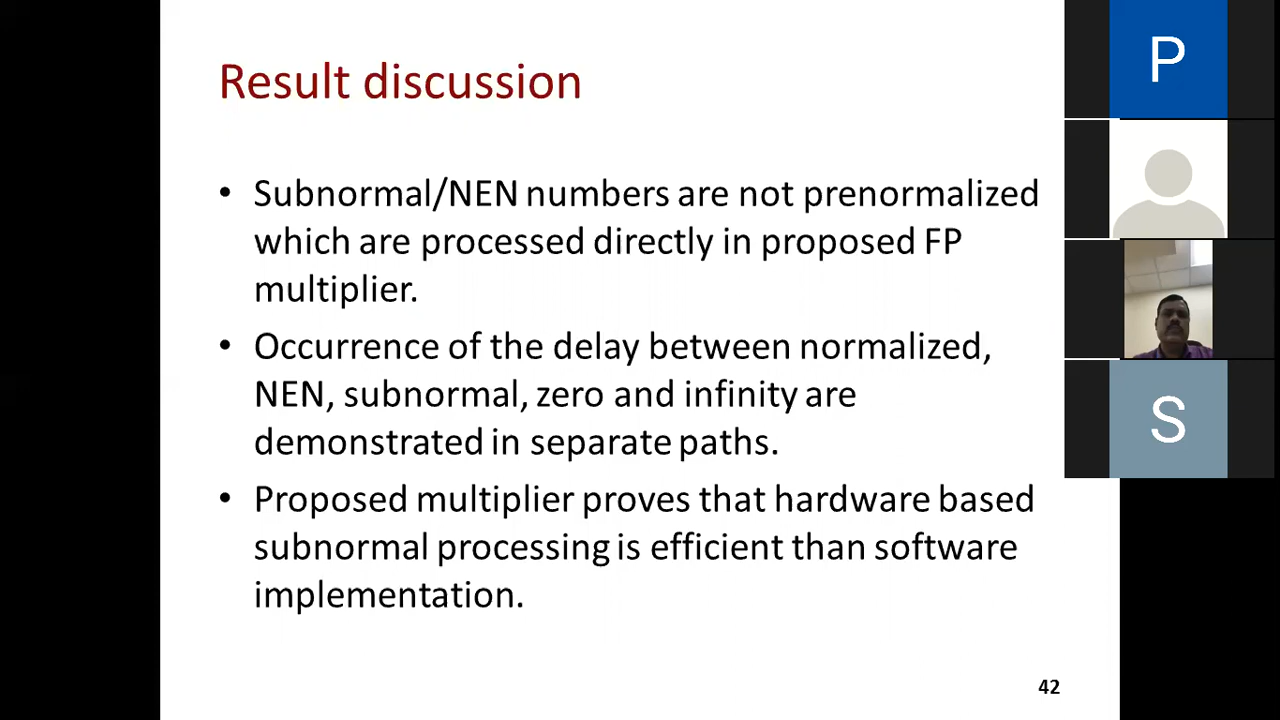 Result discussion
• Subnormal/NEN numbers are not prenormalized
which are processed directly in proposed FP
multiplier.
• Occurrence of the delay between normalized,
NEN, subnormal, zero and infinity are
demonstrated in separate paths.
• Proposed multiplier proves that hardware based
subnormal processing is efficient than software
implementation.
42
P
S